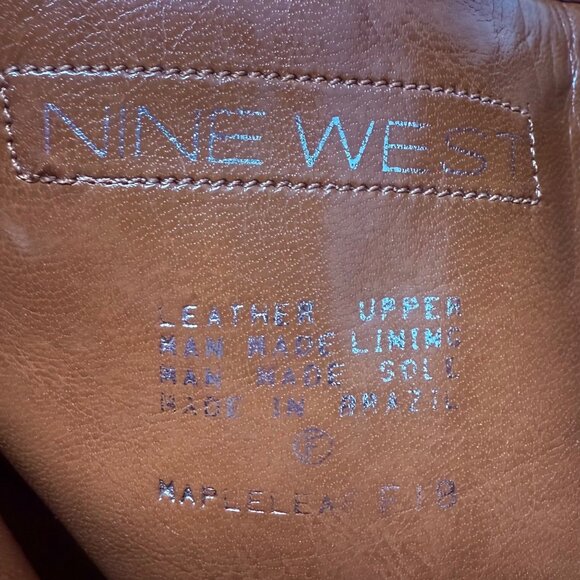 NINE WEST
LEATHER UPPER
MAN MADE LINING
MAN MADE SOLE
MADE IN BRAZIL
F
MAPLELEAF F18